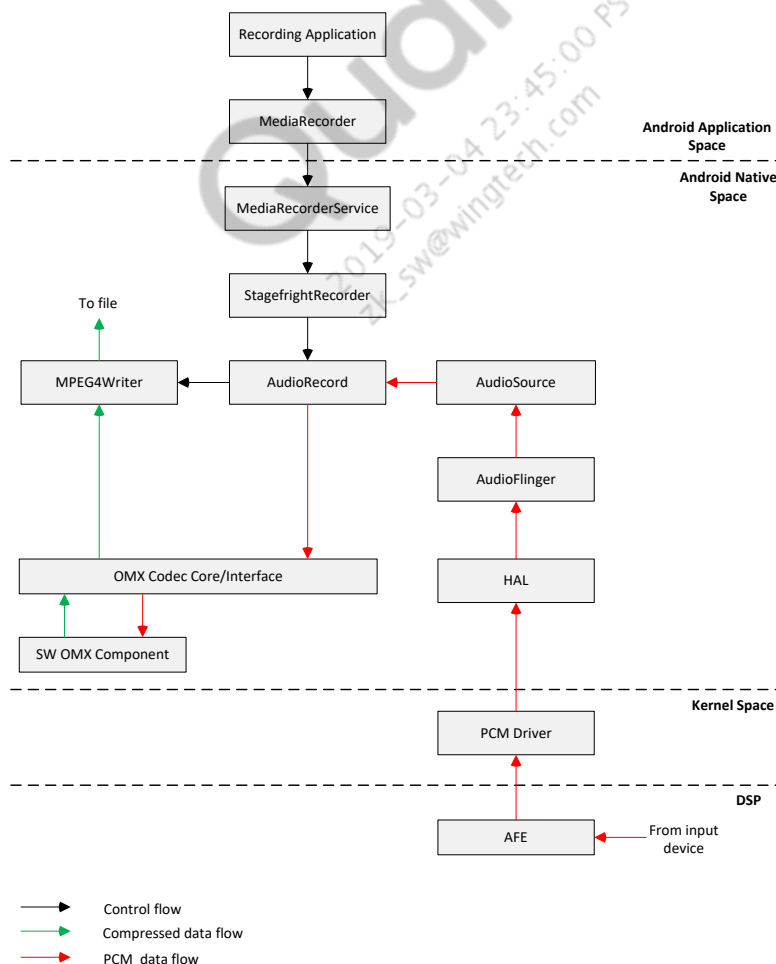 Recording Application
MediaRecorder
Android Application
Space
Android Native
Space
MediaRecorderService
StagefrightRecorder
To file
MPEG4Writer
AudioRecord
AudioSource
AudioFlinger
OMX Codec Core/Interface
HAL
SW OMX Component
Kernel Space
PCM Driver
DSP
AFE
From input
device
Control flow
Compressed data flow
PCM data flow
2019-03-04 23:45:00 PS
zk_sw@wingtech.com